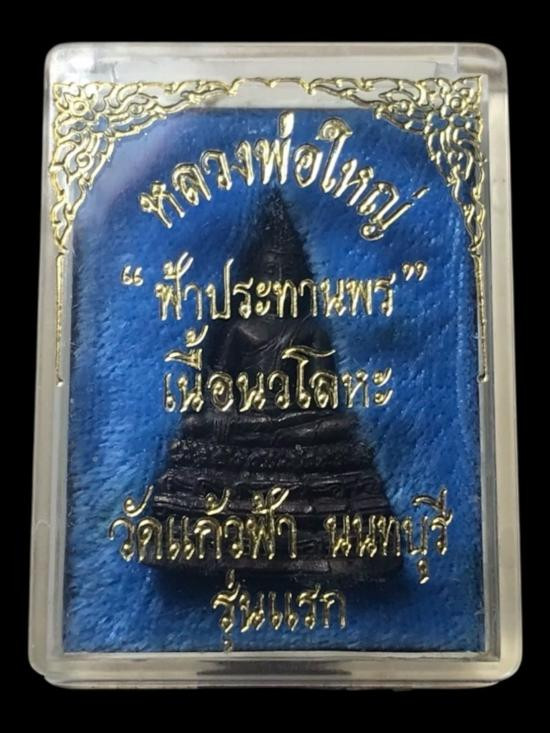 หลวงพ่อใหญ่
“ฟ้าประทานพร”
เนื้อนวโลหะ
วัดแก้วฟ้า นนทบุรี
รุ่นแรก